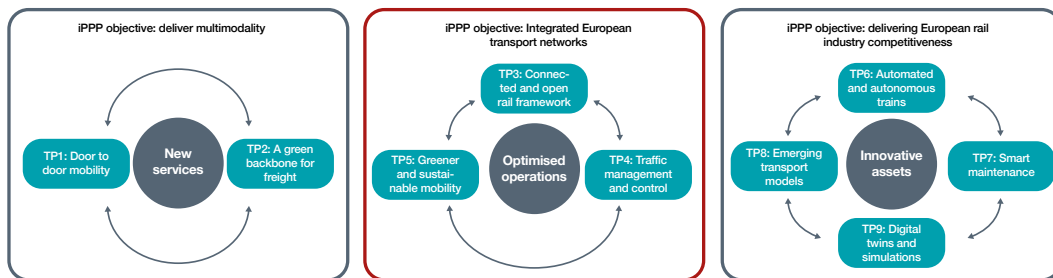 iPPP objective: deliver multimodality
TP1: Door to
door mobility
New
services
TP2: A green
backbone for
freight
iPPP objective: Integrated European
transport networks
TP3: Connec-
ted and open
rail framework
TP5: Greener
and sustai-
nable mobility
Optimised
operations
TP4: Traffic
management
and control
iPPP objective: delivering European rail
industry competitiveness
TP6: Automated
and autonomous
trains
TP8: Emerging
transport
models
Innovative
assets
TP7: Smart
maintenance
TP9: Digital
twins and
simulations